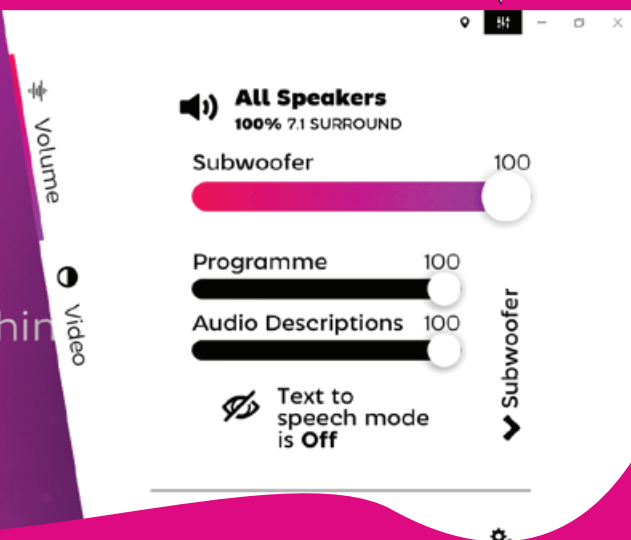 Volume
Video
hin
All Speakers
100% 7.1 SURROUND
Subwoofer 100
Programme 100
Audio Descriptions 100
Text to
speech mode
is Off
Subwoofer